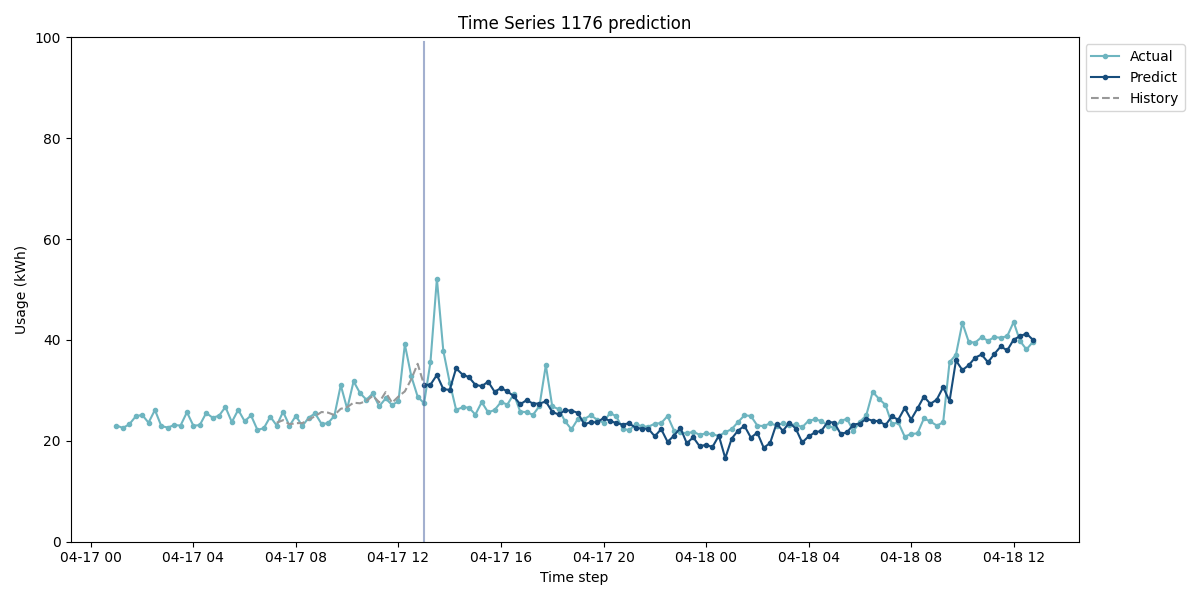 Time Series 1176 prediction
100
80
60
40
20
0
Usage (kWh)
04-17 00
04-17 04
04-17 08
04-17 12
04-17 16
04-17 20
04-18 00
04-18 04
04-18 08
04-18 12
Time step
Actual
Predict
History